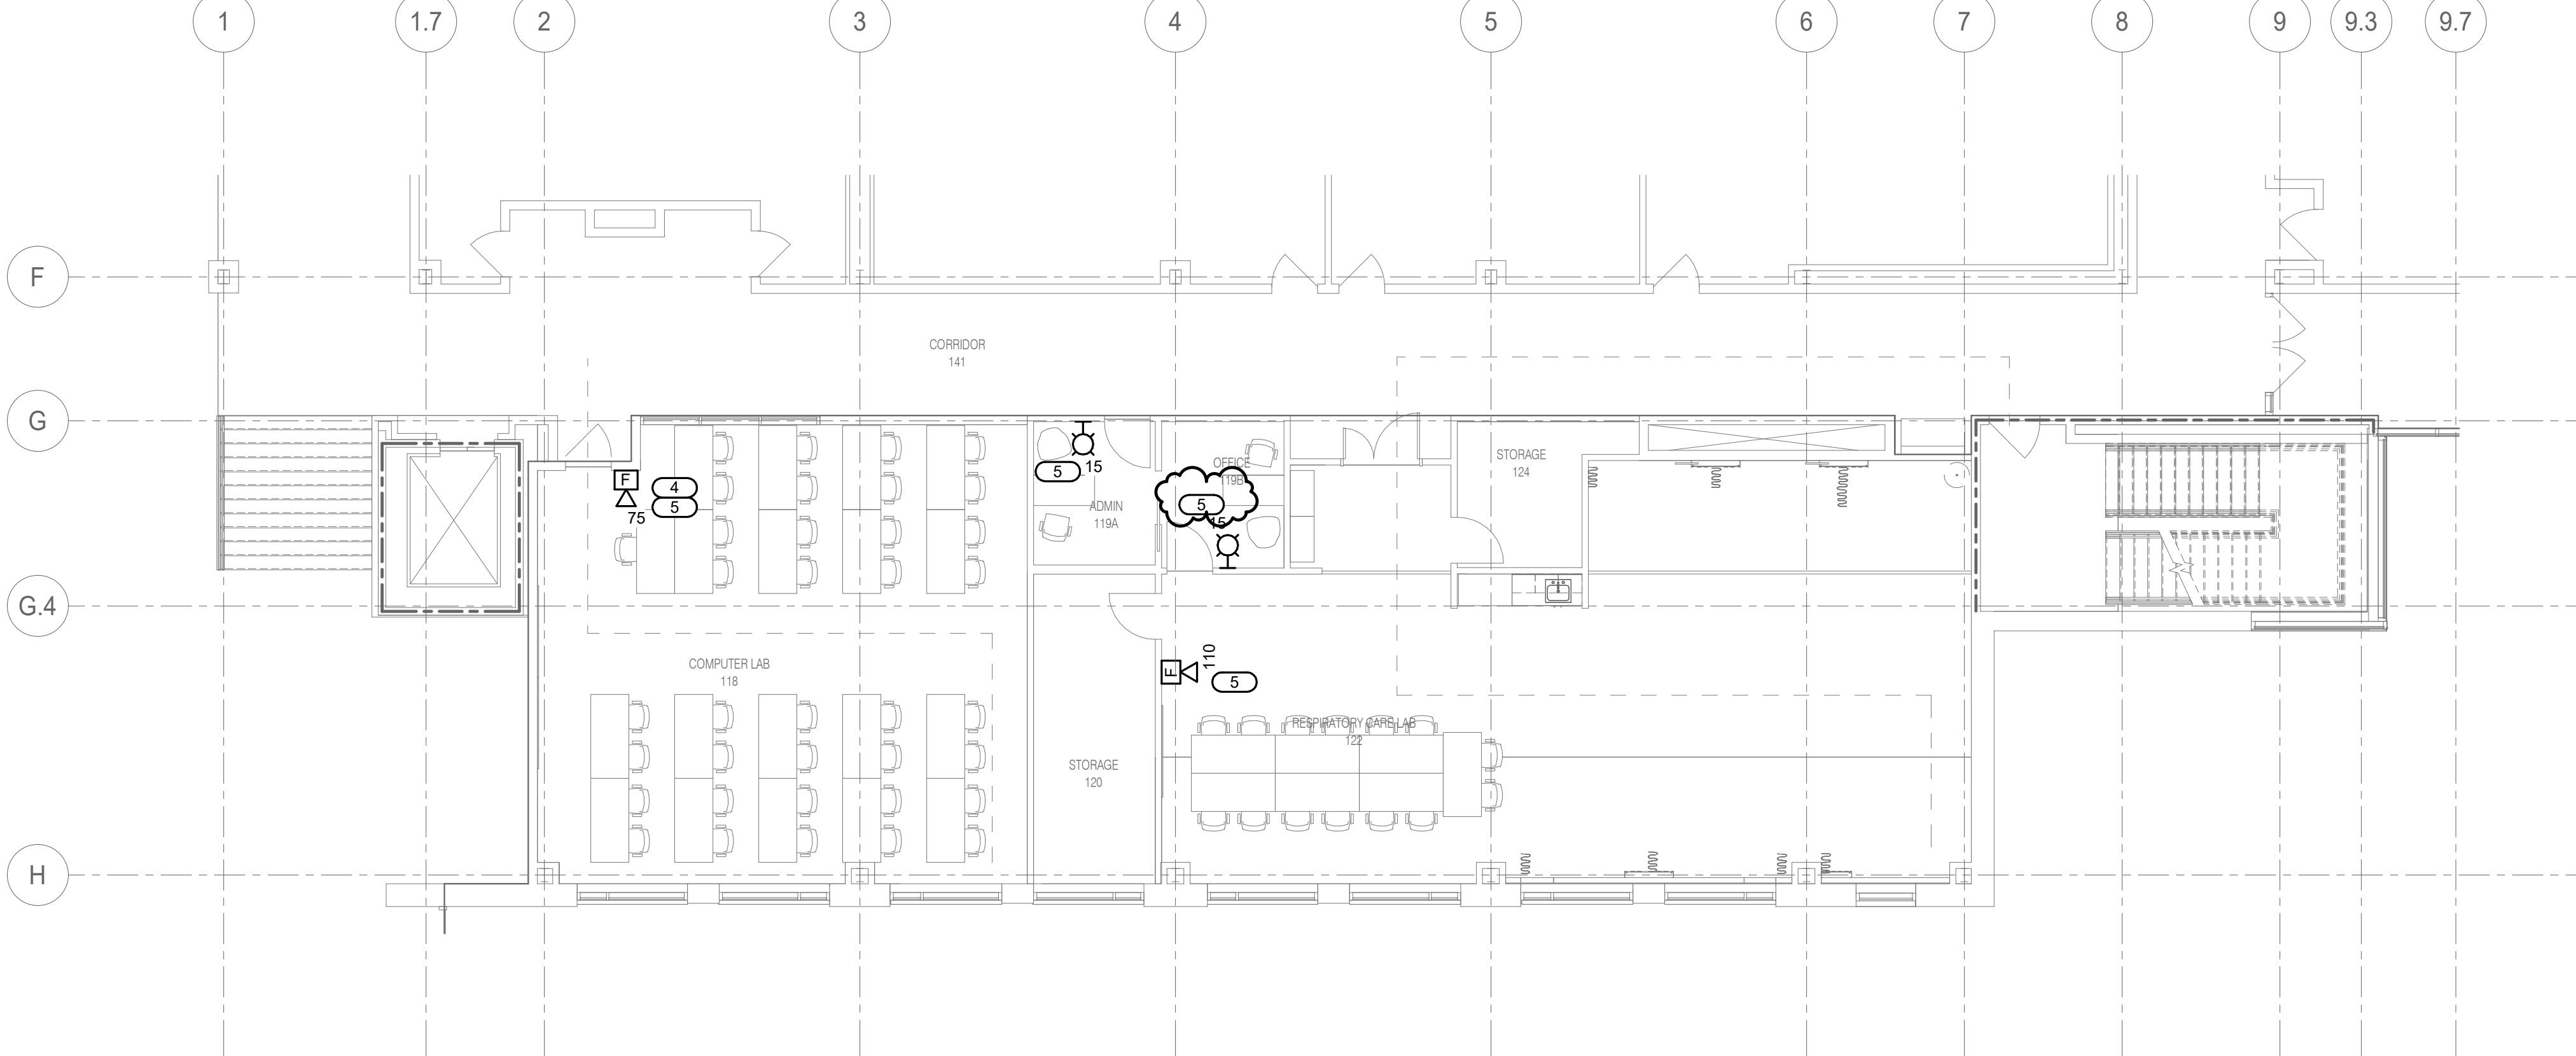 1 1.7 2 3 4 5 6 7 8 9 9.3 9.7
F
CORRIDOR
141
G
OFFICE
119B
15
5
STORAGE
124
F
4
5
75
5
ADMIN
119A
15
G.4
COMPUTER LAB
118
F
110
5
RESPIRATORY CARE LAB
122
STORAGE
120
H